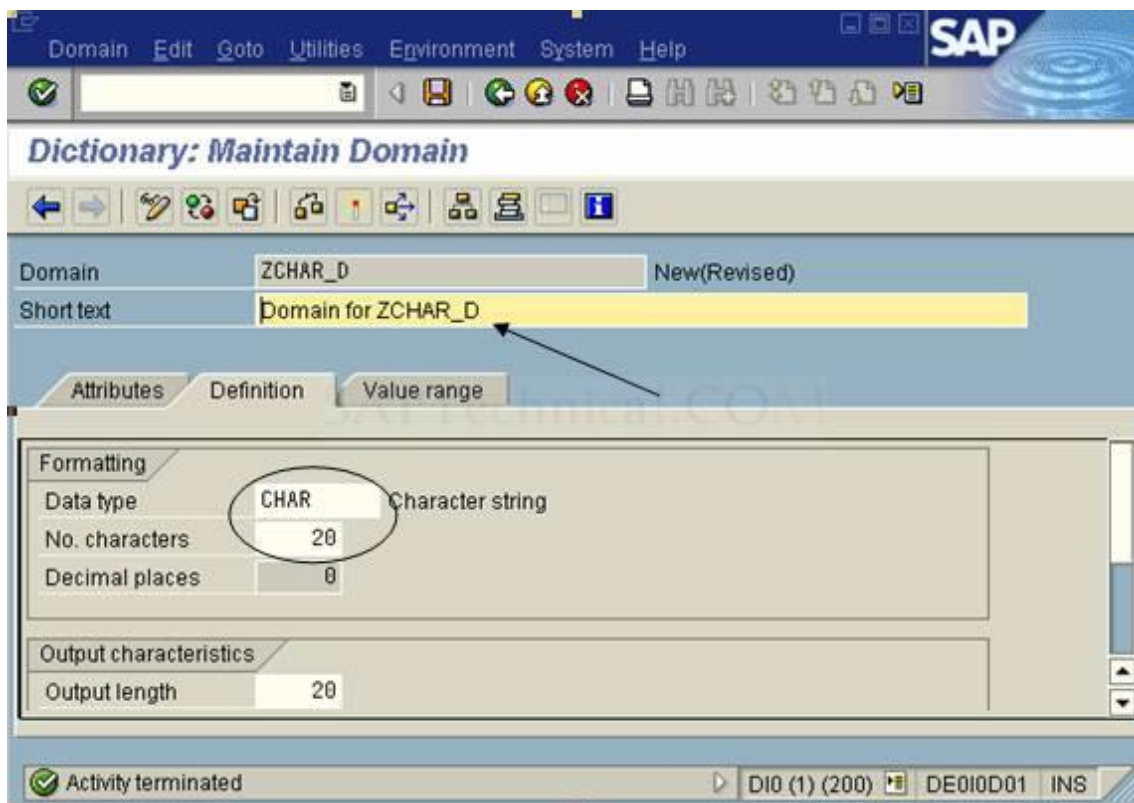 Domain Edit Goto Utilities Environment System Help
SAP
Dictionary: Maintain Domain
Domain ZCHAR_D New(Revised)
Short text Domain for ZCHAR_D
Attributes Definition Value range
SAPTechnical.COM
Formatting
Data type CHAR Character string
No. characters 20
Decimal places 0
Output characteristics
Output length 20
Activity terminated DI0 (1) (200) DE0I0D01 INS